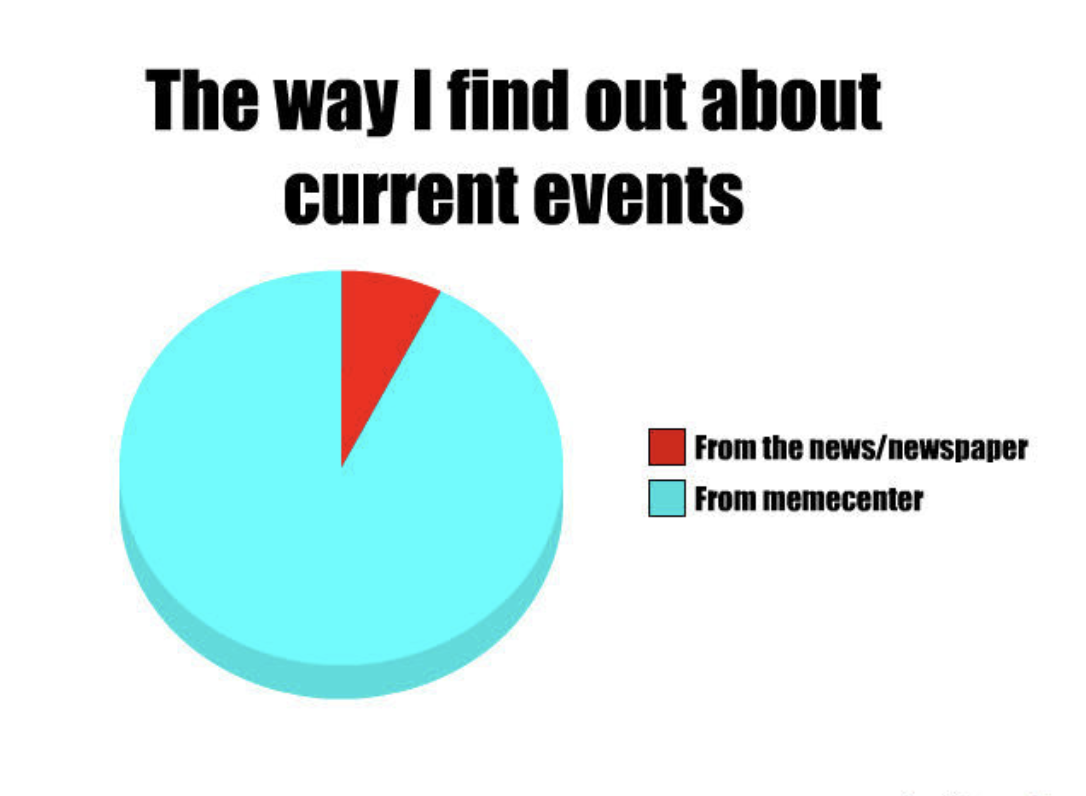 The way I find out about
current events
From the news/newspaper
From memecenter